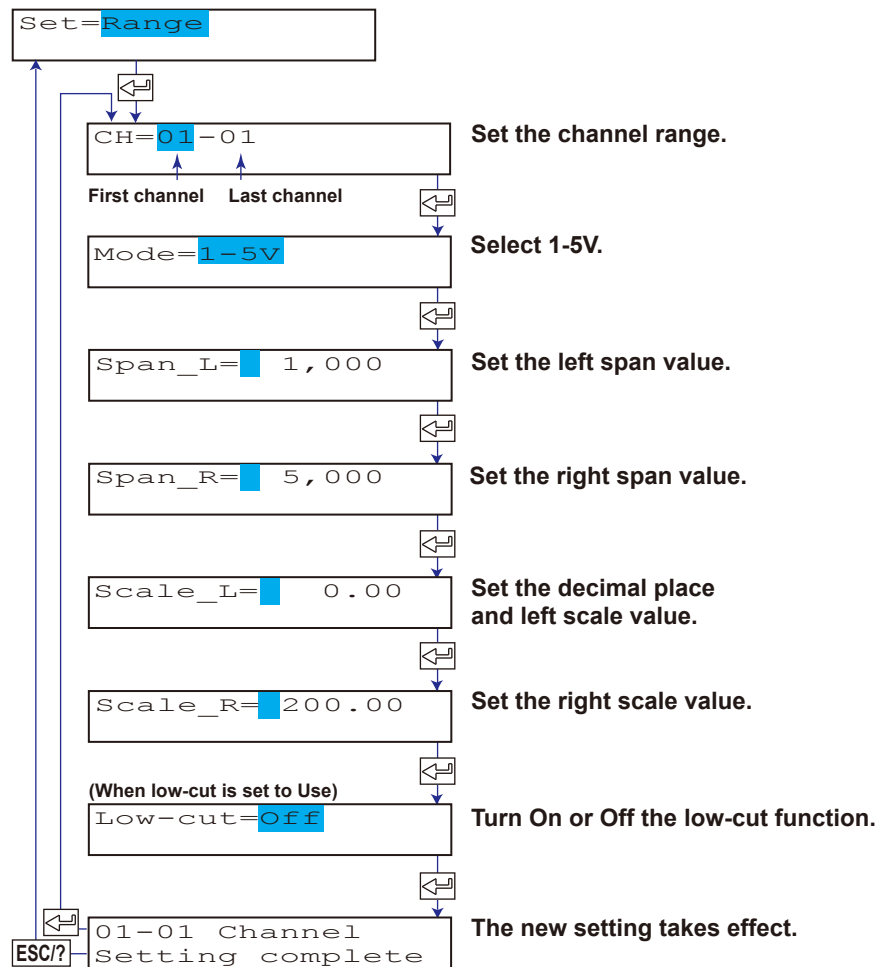 Set=Range
CH=01-01
Set the channel range.
First channel Last channel
Mode=1-5V
Select 1-5V.
Span_L= 1,000
Set the left span value.
Span_R= 5,000
Set the right span value.
Scale_L= 0.00
Set the decimal place
and left scale value.
Scale_R= 200.00
Set the right scale value.
(When low-cut is set to Use)
Low-cut=Off
Turn On or Off the low-cut function.
01-01 Channel
The new setting takes effect.
ESC/?
Setting complete